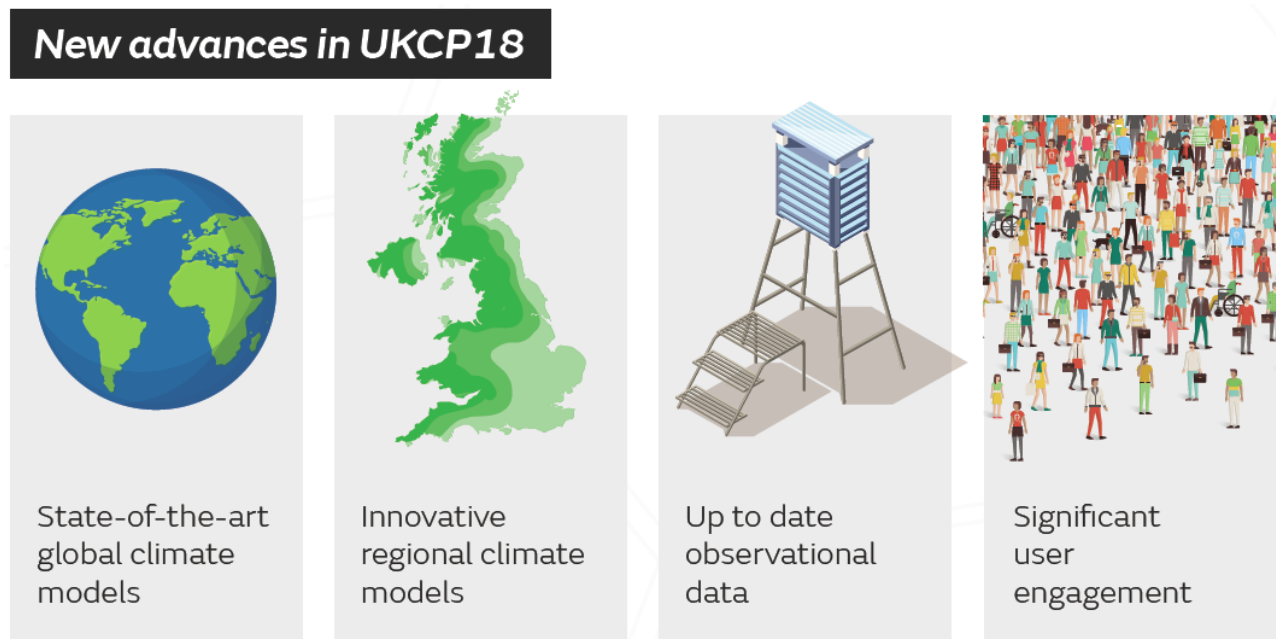 New advances in UKCP18
State-of-the-art
global climate
models
Innovative
regional climate
models
Up to date
observational
data
Significant
user
engagement